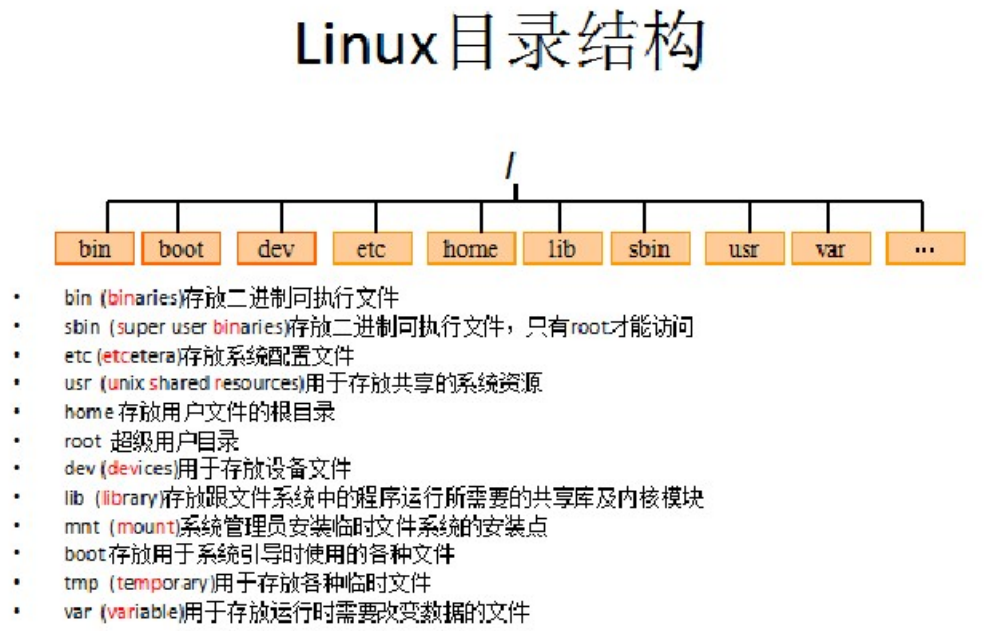 Linux目录结构
/
bin boot dev etc home lib sbin usr var ...
• bin (binaries)存放二进制可执行文件
• sbin (super user binaries)存放二进制可执行文件，只有root才能访问
• etc (etcetera)存放系统配置文件
• usr (unix shared resources)用于存放共享的系统资源
• home 存放用户文件的根目录
• root 超级用户目录
• dev (devices)用于存放设备文件
• lib (library)存放跟文件系统中的程序运行所需要的共享库及内核模块
• mnt (mount)系统管理员安装临时文件系统的安装点
• boot 存放用于系统引导时使用的各种文件
• tmp (temporary)用于存放各种临时文件
• var (variable)用于存放运行时需要改变数据的文件